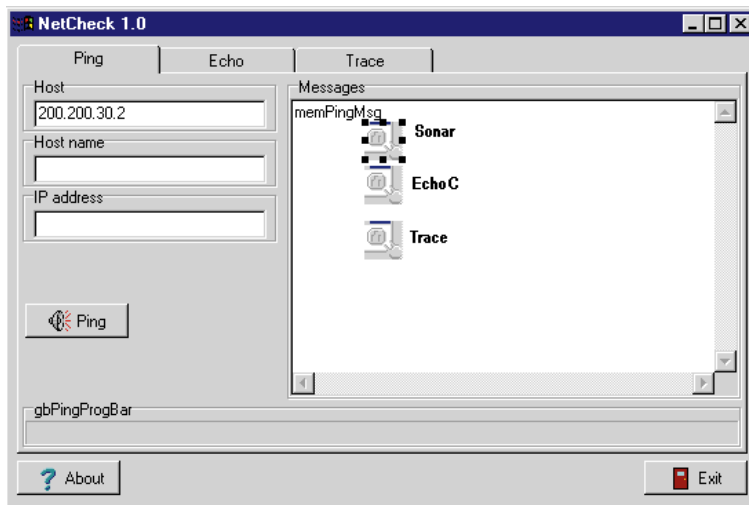 NetCheck 1.0
Ping
Echo
Trace
Host
200.200.30.2
Host name
IP address
Ping
Messages
memPingMsg
Sonar
EchoC
Trace
gbPingProgBar
About
Exit